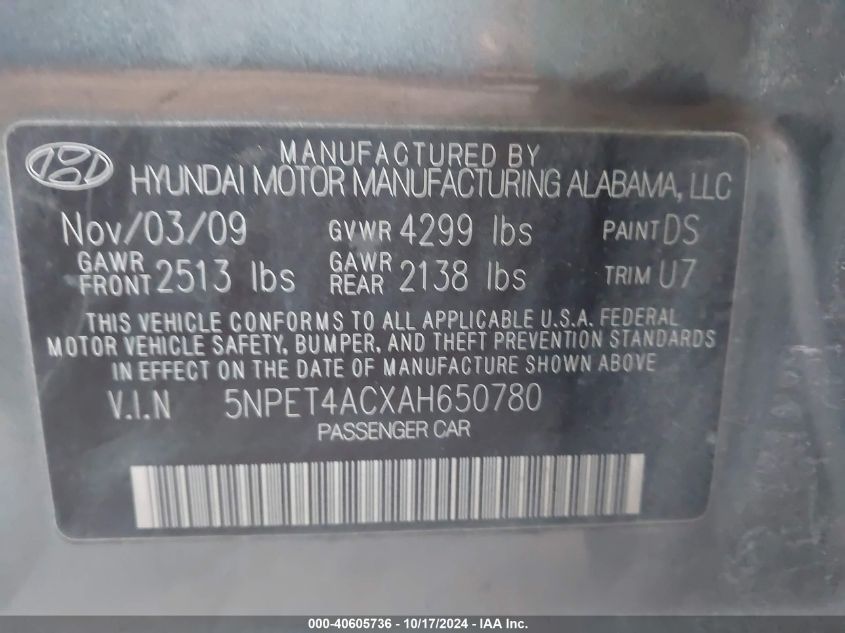 MANUFACTURED BY
HYUNDAI MOTOR MANUFACTURING ALABAMA, LLC
Nov/03/09 GVWR 4299 lbs PAINT DS
GAWR FRONT 2513 lbs GAWR REAR 2138 lbs TRIM U7
THIS VEHICLE CONFORMS TO ALL APPLICABLE U.S.A. FEDERAL
MOTOR VEHICLE SAFETY, BUMPER, AND THEFT PREVENTION STANDARDS
IN EFFECT ON THE DATE OF MANUFACTURE SHOWN ABOVE
V.I.N 5NPET4ACXAH650780
PASSENGER CAR
000-40605736 - 10/17/2024 - IAA Inc.